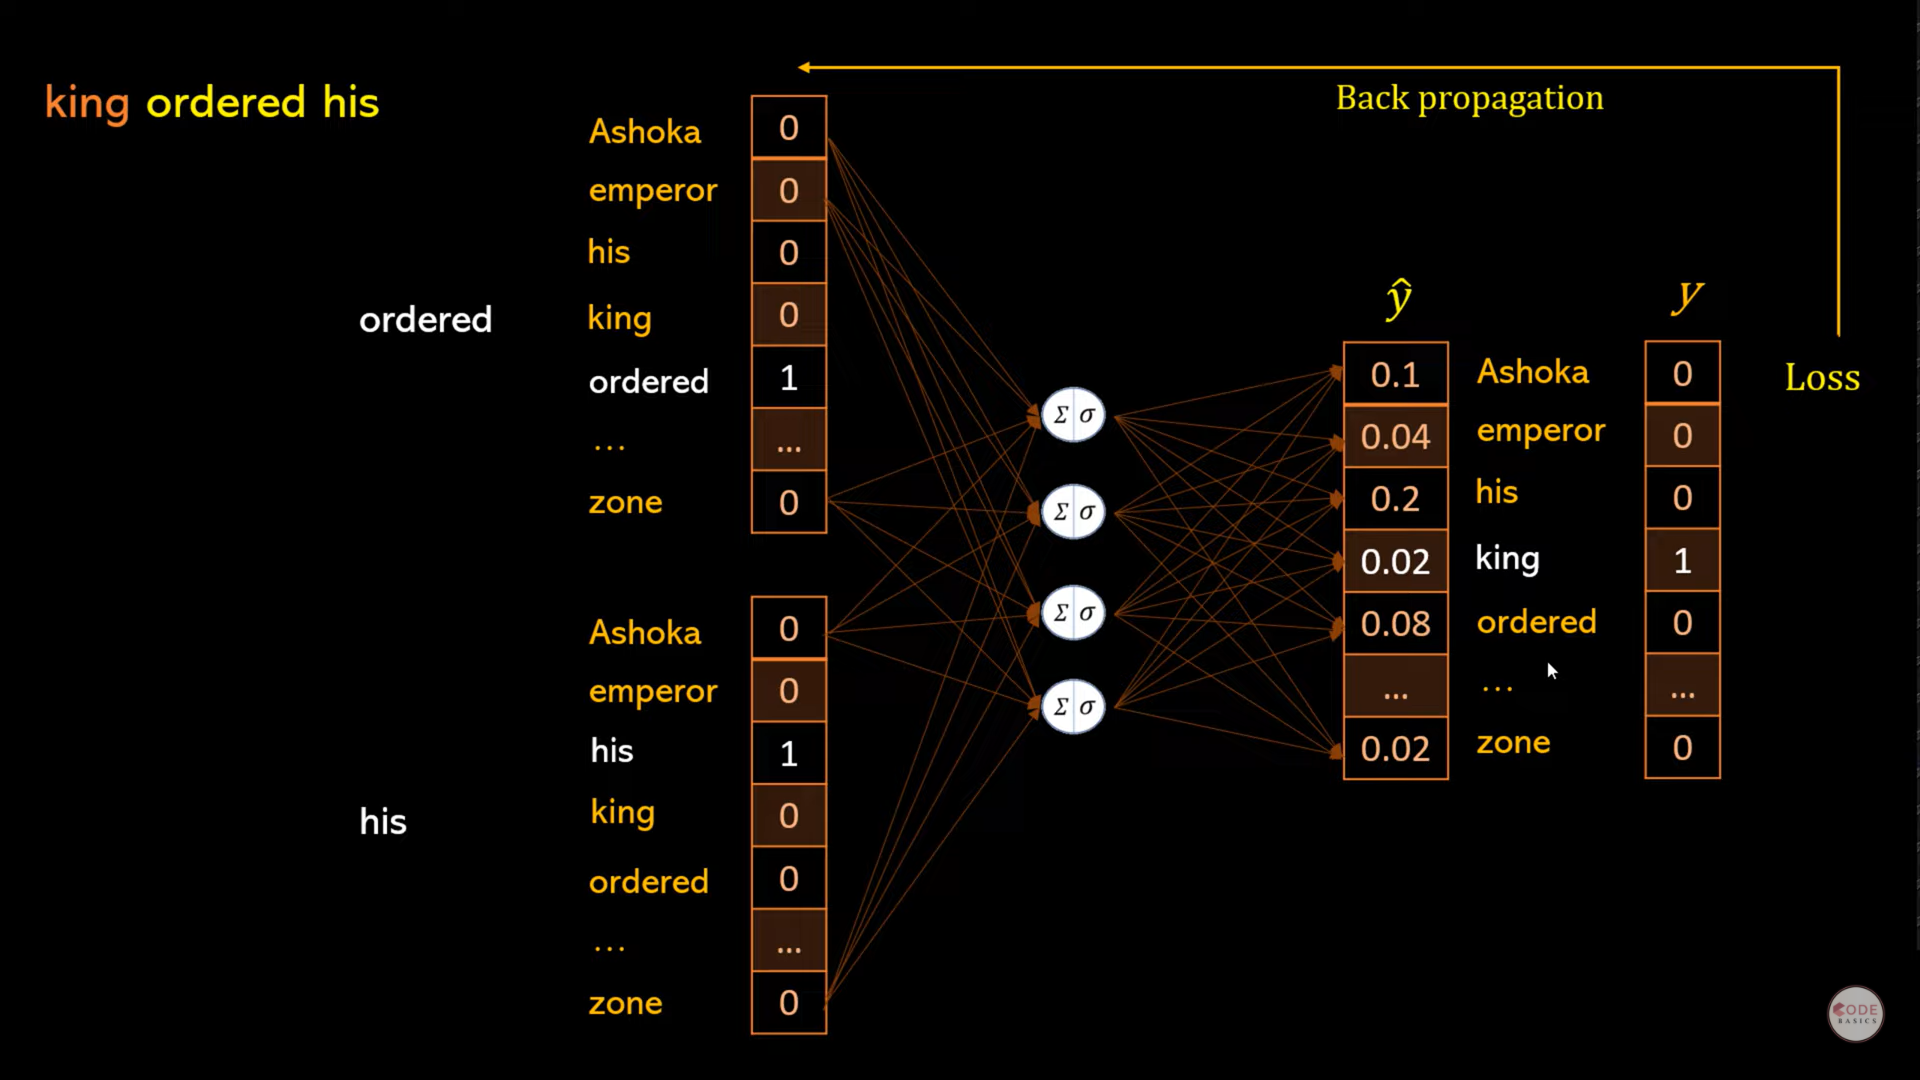 king ordered his
Back propagation
Ashoka 0
emperor 0
his 0
king 0
ordered 1
... ...
zone 0
ordered
Σ σ
Σ σ
Σ σ
Σ σ
Ashoka 0
emperor 0
his 1
king 0
ordered 0
... ...
zone 0
his
ŷ y
0.1 Ashoka 0
0.04 emperor 0
0.2 his 0
0.02 king 1
0.08 ordered 0
... ... ...
0.02 zone 0
Loss
CODE
BASICS